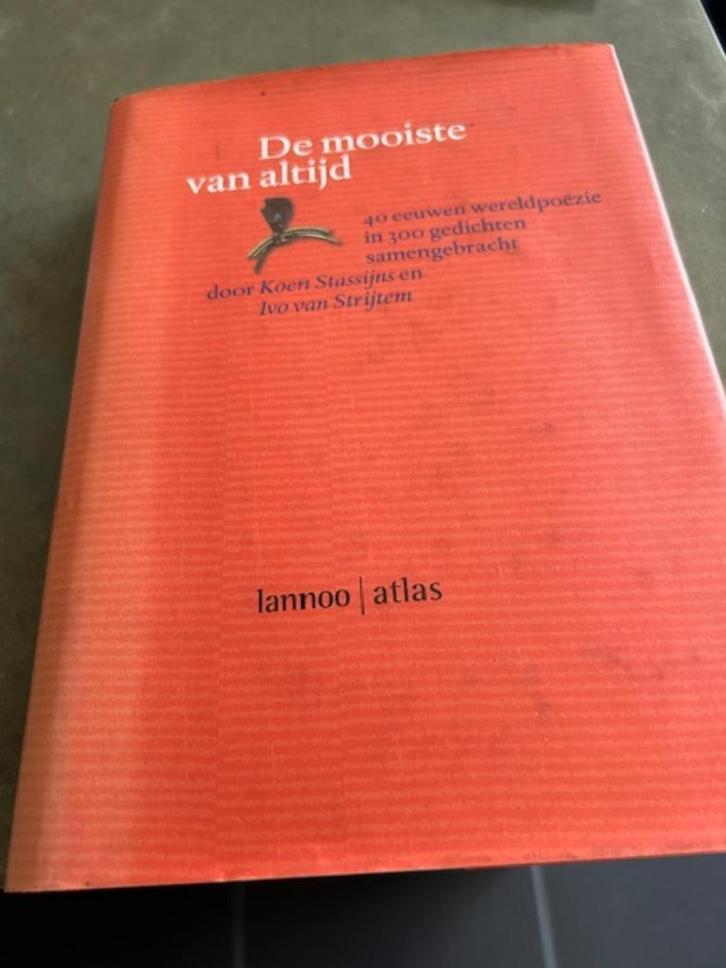 De mooiste
van altijd
40 eeuwen wereldpoëzie
in 300 gedichten
samengebracht
door Koen Stassijns en
Ivo van Strijtem
lannoo | atlas